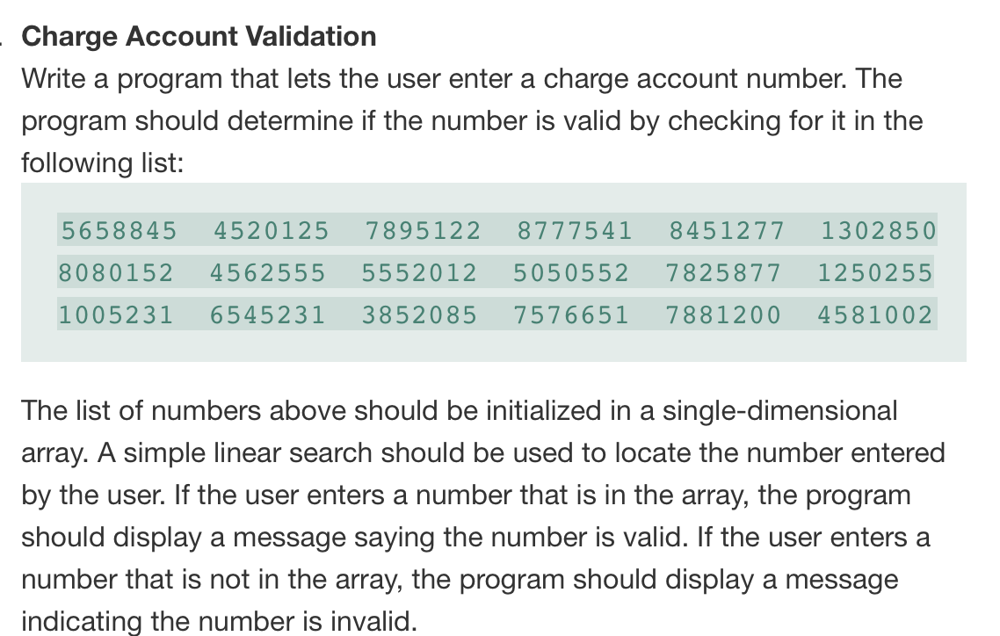 . Charge Account Validation
Write a program that lets the user enter a charge account number. The
program should determine if the number is valid by checking for it in the
following list:
5658845 4520125 7895122 8777541 8451277 1302850
8080152 4562555 5552012 5050552 7825877 1250255
1005231 6545231 3852085 7576651 7881200 4581002
The list of numbers above should be initialized in a single-dimensional
array. A simple linear search should be used to locate the number entered
by the user. If the user enters a number that is in the array, the program
should display a message saying the number is valid. If the user enters a
number that is not in the array, the program should display a message
indicating the number is invalid.